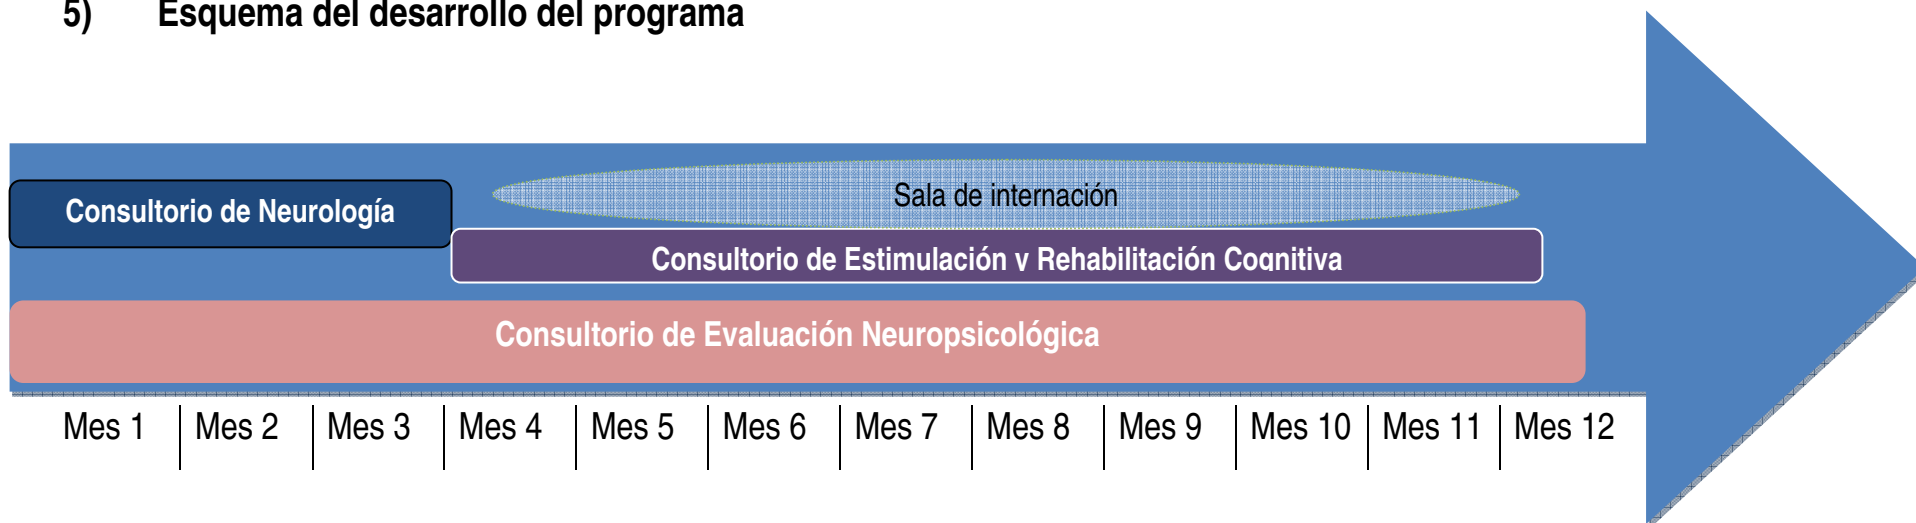 5) Esquema del desarrollo del programa
Sala de internación
Consultorio de Neurología
Consultorio de Estimulación y Rehabilitación Cognitiva
Consultorio de Evaluación Neuropsicológica
Mes 1 Mes 2 Mes 3 Mes 4 Mes 5 Mes 6 Mes 7 Mes 8 Mes 9 Mes 10 Mes 11 Mes 12